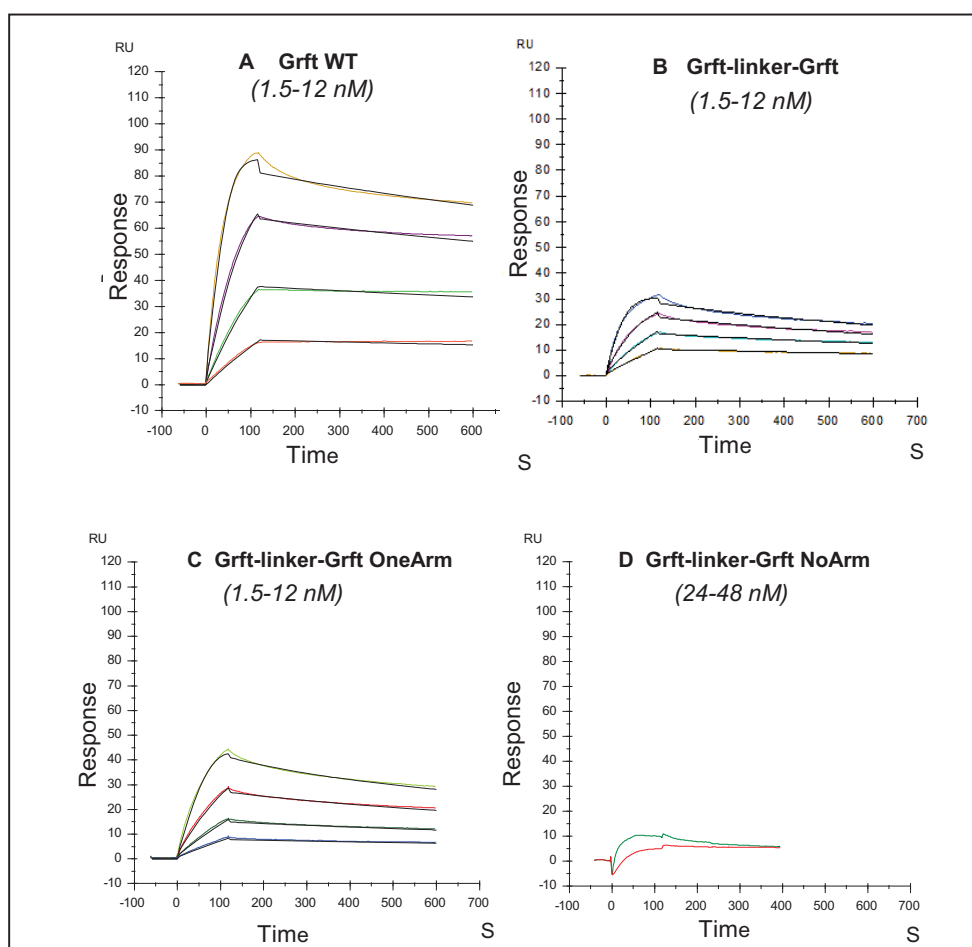 RU
A Grft WT
(1.5-12 nM)
120
110
100
90
80
70
60
50
40
30
20
10
0
-10
Response
-100 0 100 200 300 400 500 600
Time
S
RU
B Grft-linker-Grft
(1.5-12 nM)
120
110
100
90
80
70
60
50
40
30
20
10
0
-10
Response
-100 0 100 200 300 400 500 600 700
Time
S
RU
C Grft-linker-Grft OneArm
(1.5-12 nM)
120
110
100
90
80
70
60
50
40
30
20
10
0
-10
Response
-100 0 100 200 300 400 500 600 700
Time
S
RU
D Grft-linker-Grft NoArm
(24-48 nM)
120
110
100
90
80
70
60
50
40
30
20
10
0
-10
Response
-100 0 100 200 300 400 500 600 700
Time
S